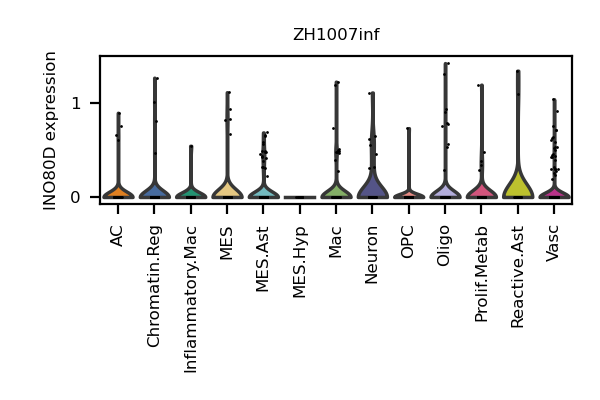 ZH1007inf
INO80D expression
1
0
AC
Chromatin.Reg
Inflammatory.Mac
MES
MES.Ast
MES.Hyp
Mac
Neuron
OPC
Oligo
Prolif.Metab
Reactive.Ast
Vasc